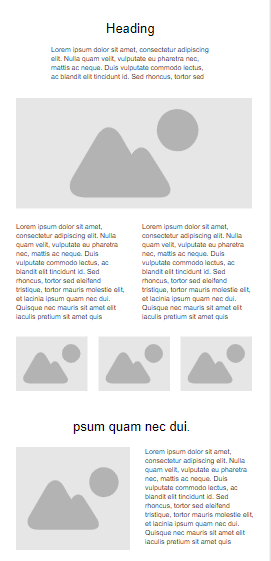 Heading
Lorem ipsum dolor sit amet, consectetur adipiscing
elit. Nulla quam velit, vulputate eu pharetra nec,
mattis ac neque. Duis vulputate commodo lectus,
ac blandit elit tincidunt id. Sed rhoncus, tortor sed
Lorem ipsum dolor sit amet,
consectetur adipiscing elit. Nulla
quam velit, vulputate eu pharetra
nec, mattis ac neque. Duis
vulputate commodo lectus, ac
blandit elit tincidunt id. Sed
rhoncus, tortor sed eleifend
tristique, tortor mauris molestie elit,
et lacinia ipsum quam nec dui.
Quisque nec mauris sit amet elit
iaculis pretium sit amet quis
Lorem ipsum dolor sit amet,
consectetur adipiscing elit. Nulla
quam velit, vulputate eu pharetra
nec, mattis ac neque. Duis
vulputate commodo lectus, ac
blandit elit tincidunt id. Sed
rhoncus, tortor sed eleifend
tristique, tortor mauris molestie elit,
et lacinia ipsum quam nec dui.
Quisque nec mauris sit amet elit
iaculis pretium sit amet quis
psum quam nec dui.
Lorem ipsum dolor sit amet,
consectetur adipiscing elit. Nulla
quam velit, vulputate eu pharetra
nec, mattis ac neque. Duis
vulputate commodo lectus, ac
blandit elit tincidunt id. Sed
rhoncus, tortor sed eleifend
tristique, tortor mauris molestie elit,
et lacinia ipsum quam nec dui.
Quisque nec mauris sit amet elit
iaculis pretium sit amet quis